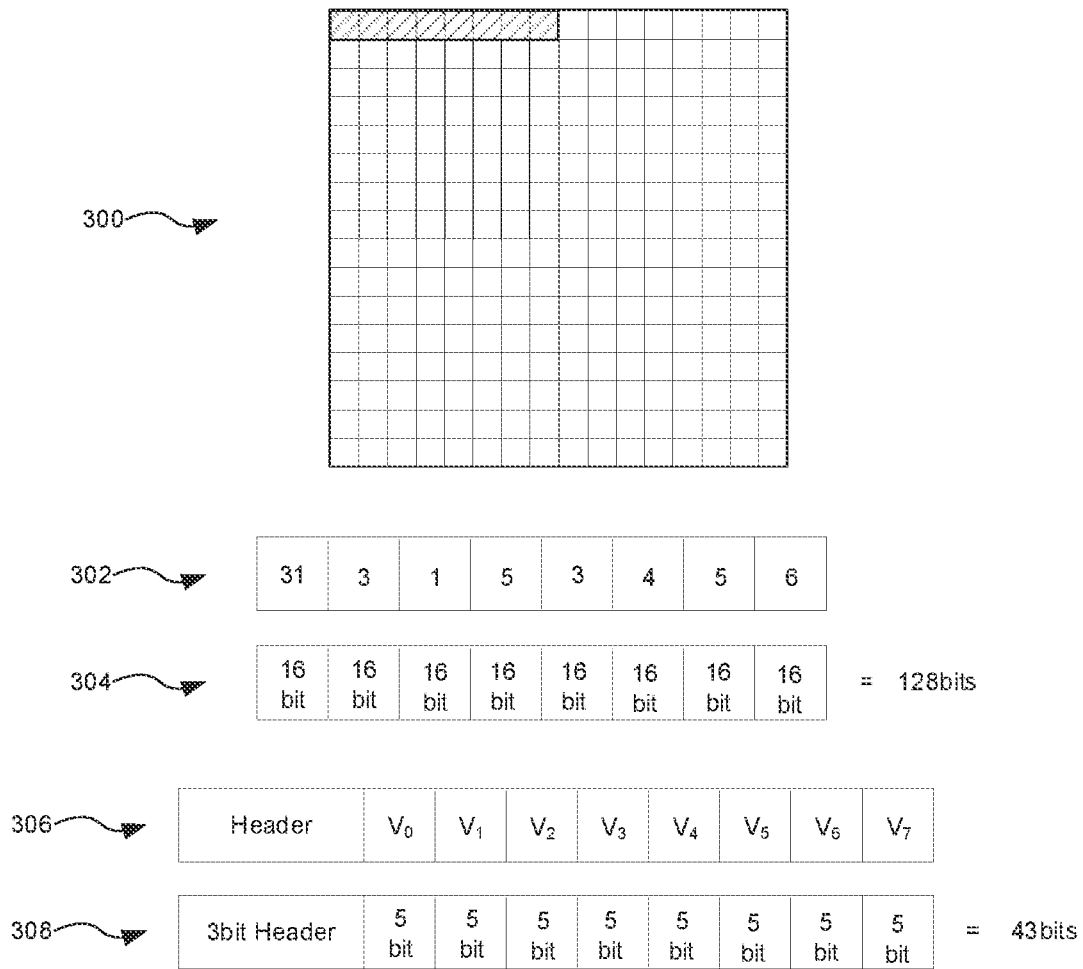 300
302 31 3 1 5 3 4 5 6
304 16 bit 16 bit 16 bit 16 bit 16 bit 16 bit 16 bit 16 bit = 128bits
306 Header V0 V1 V2 V3 V4 V5 V6 V7
308 3bit Header 5 bit 5 bit 5 bit 5 bit 5 bit 5 bit 5 bit 5 bit = 43bits